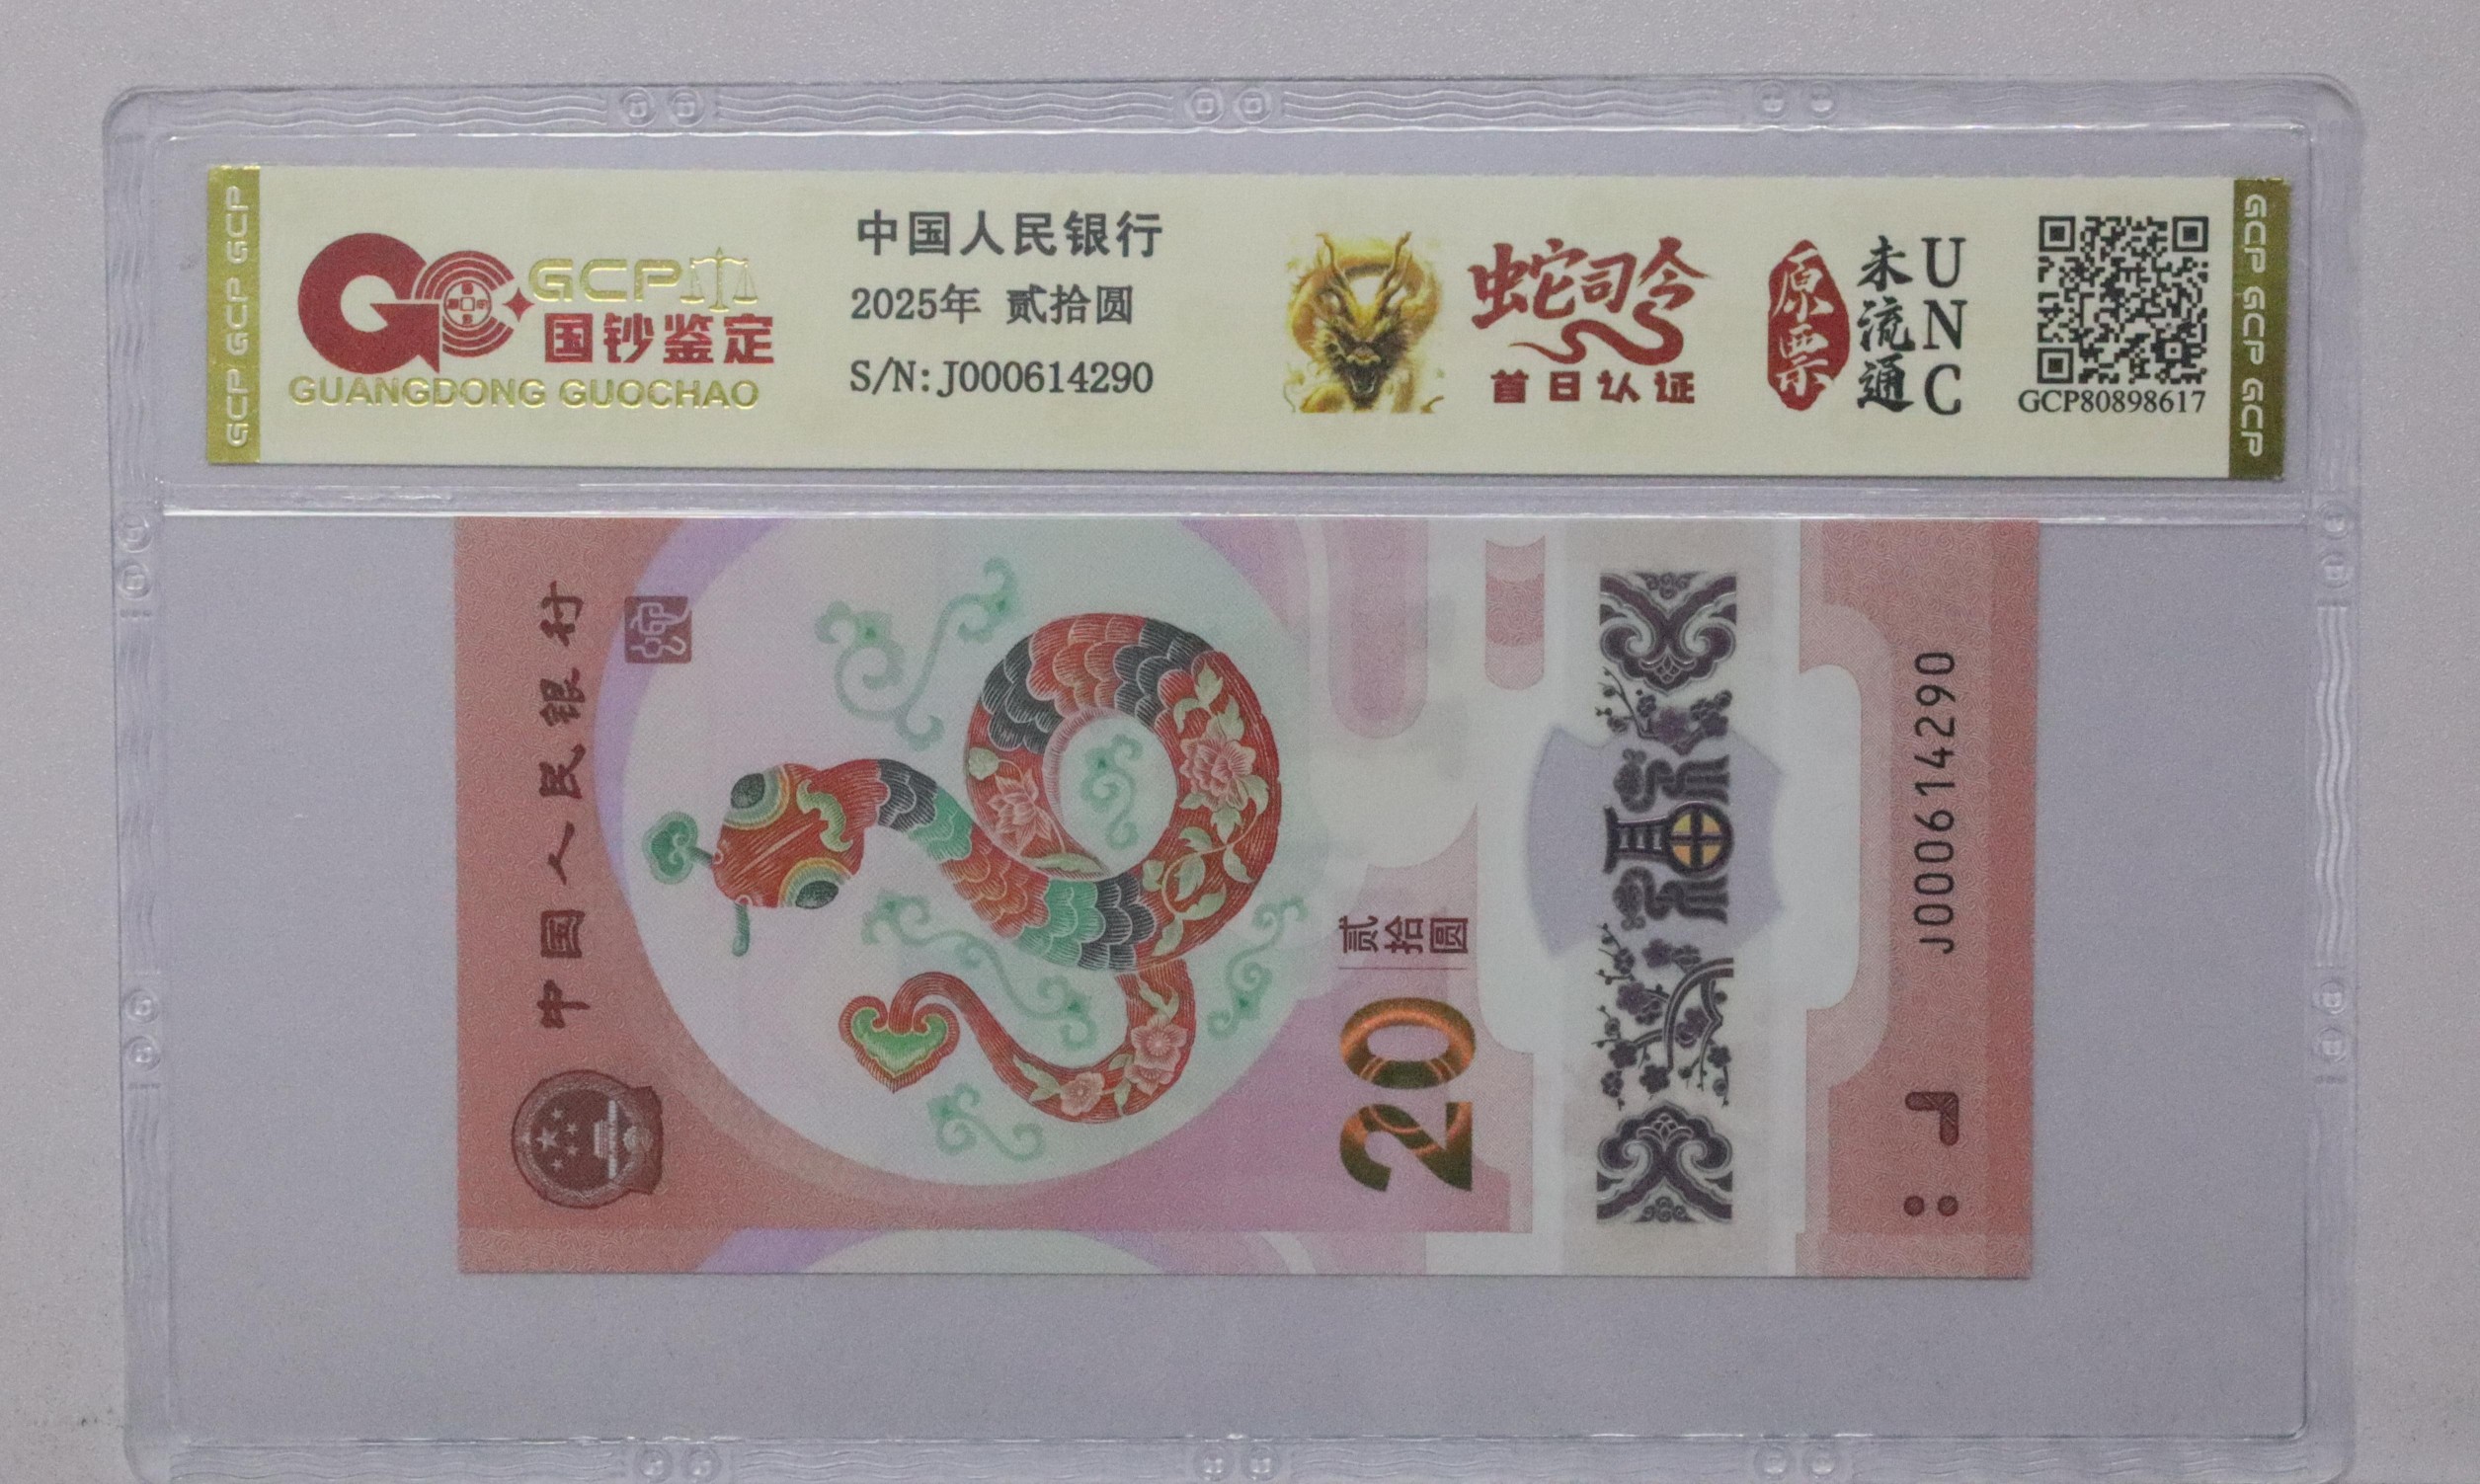 GCP GCP GCP
GCP
国钞鉴定
GUANGDONG GUOCHAO
中国人民银行
2025年 贰拾圆
S/N: J000614290
蛇司令
首日认证
原票
未流通
UNC
GCP80898617
GCP GCP GCP
中国人民银行
贰拾圆
20
福
J000614290